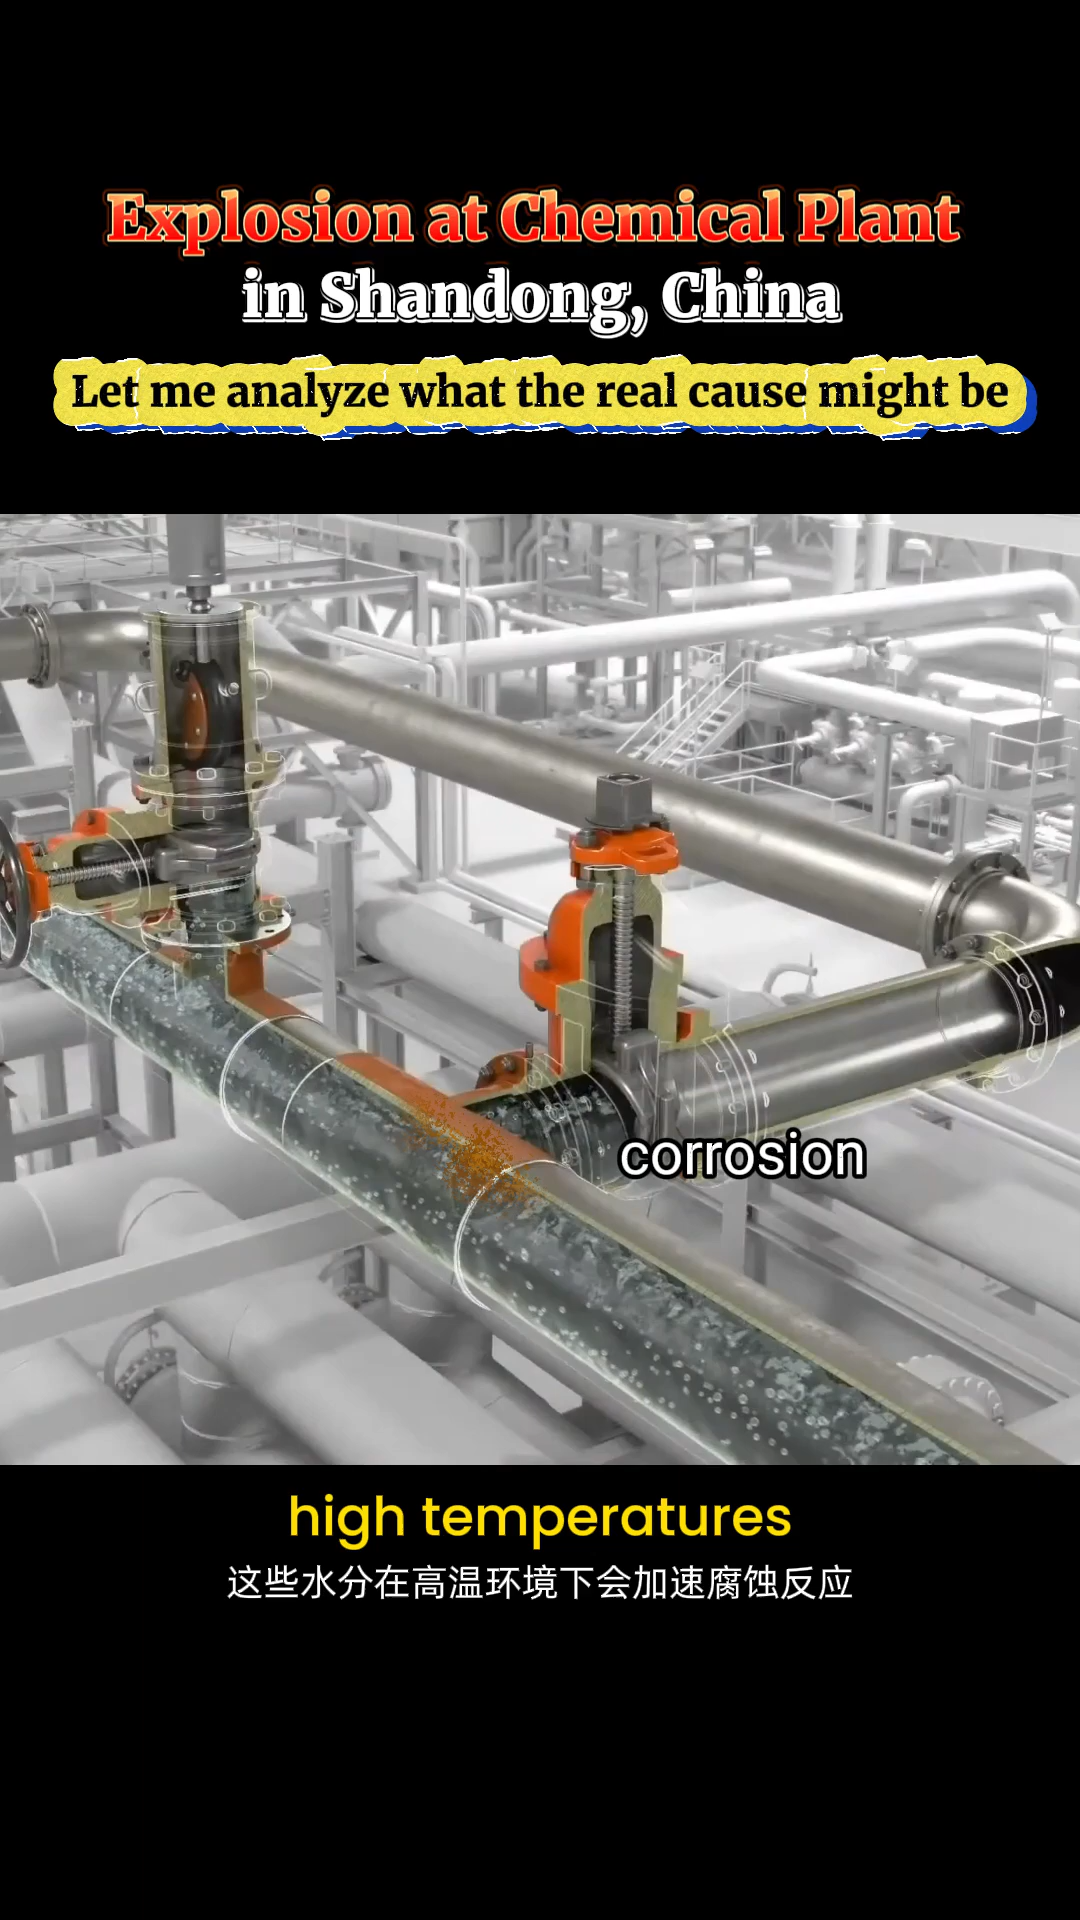 Explosion at Chemical Plant
in Shandong, China
Let me analyze what the real cause might be
corrosion
high temperatures
这些水分在高温环境下会加速腐蚀反应